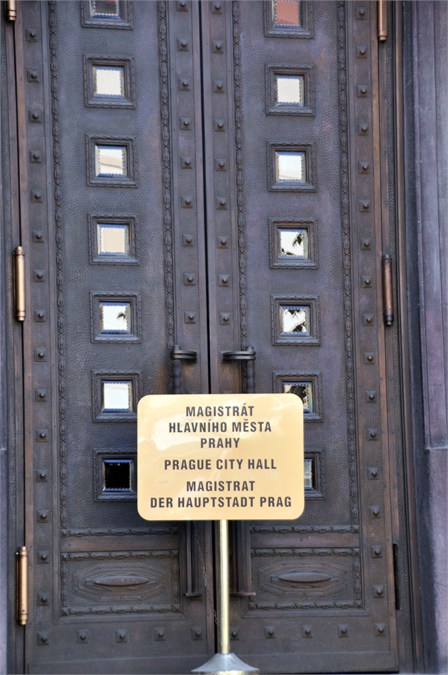 MAGISTRÁT
HLAVNÍHO MĚSTA
PRAHY
PRAGUE CITY HALL
MAGISTRAT
DER HAUPTSTADT PRAG